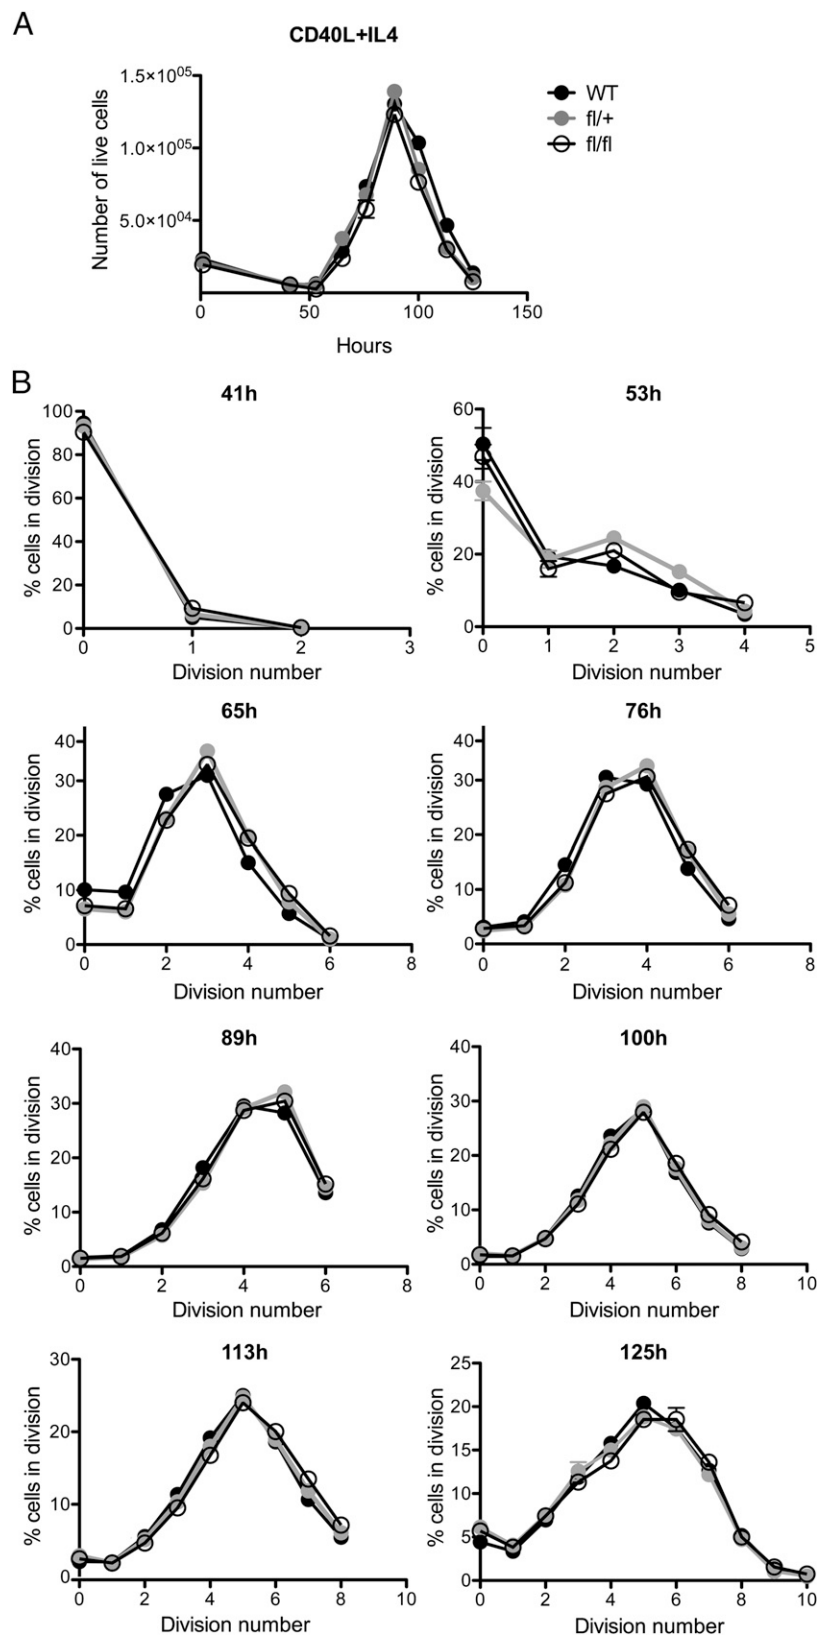 A
CD40L+IL4
Number of live cells
1.5×10⁰⁵
1.0×10⁰⁵
5.0×10⁰⁴
0 50 100 150
Hours
WT
fl/+
fl/fl
B
41h
% cells in division
100
80
60
40
20
0
0 1 2 3
Division number
53h
% cells in division
60
40
20
0
0 1 2 3 4 5
Division number
65h
% cells in division
40
30
20
10
0
0 2 4 6 8
Division number
76h
% cells in division
40
30
20
10
0
0 2 4 6 8
Division number
89h
% cells in division
40
30
20
10
0
0 2 4 6 8
Division number
100h
% cells in division
40
30
20
10
0
0 2 4 6 8 10
Division number
113h
% cells in division
30
20
10
0
0 2 4 6 8 10
Division number
125h
% cells in division
25
20
15
10
5
0
0 2 4 6 8 10
Division number